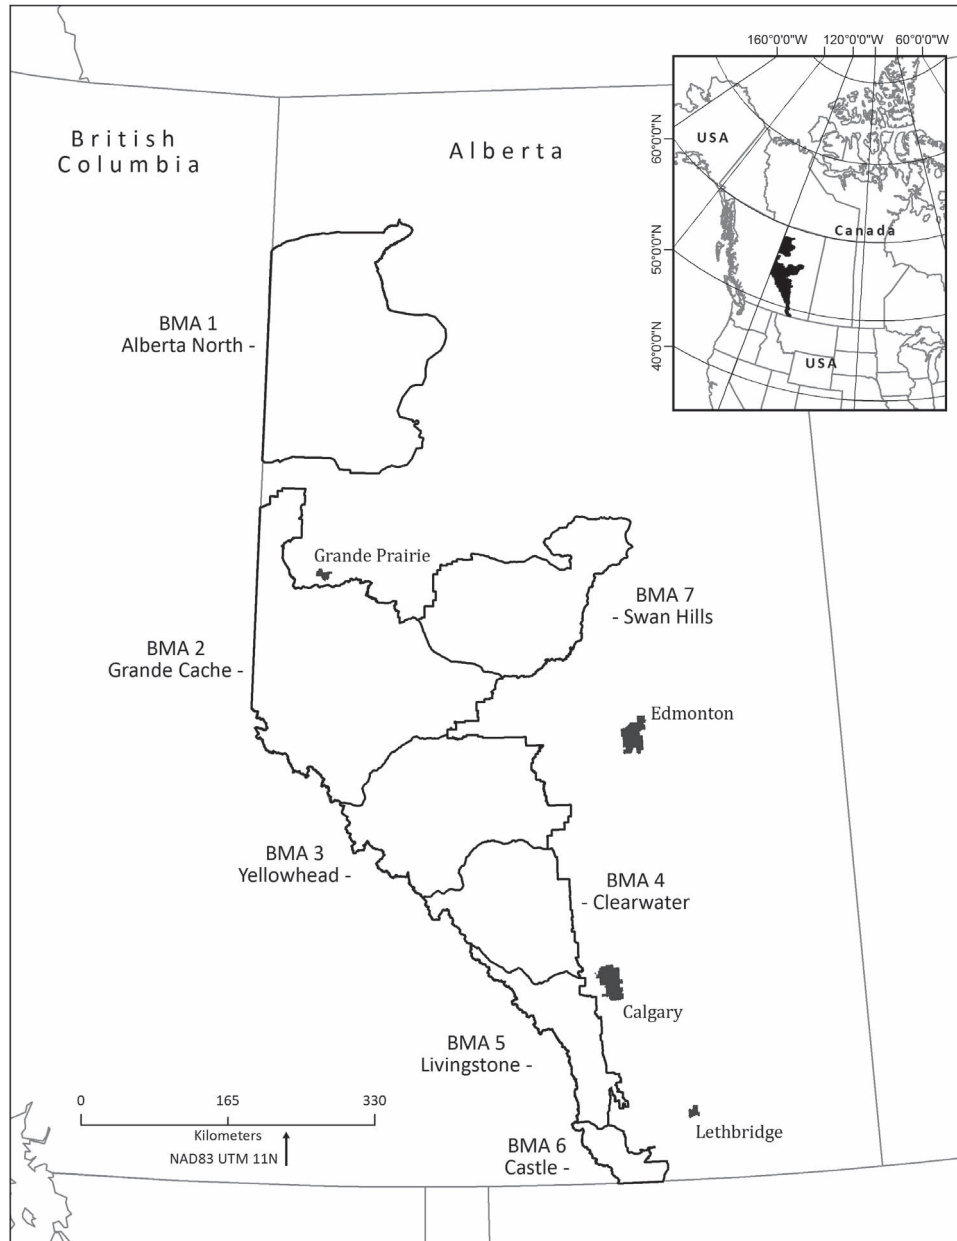 160°0'0"W 120°0'0"W 60°0'0"W
60°0'0"N
50°0'0"N
40°0'0"N
USA
Canada
USA
British
Columbia
Alberta
BMA 1
Alberta North -
Grande Prairie
BMA 7
- Swan Hills
BMA 2
Grande Cache -
Edmonton
BMA 3
Yellowhead -
BMA 4
- Clearwater
Calgary
BMA 5
Livingstone -
0 165 330
Kilometers
NAD83 UTM 11N
Lethbridge
BMA 6
Castle -